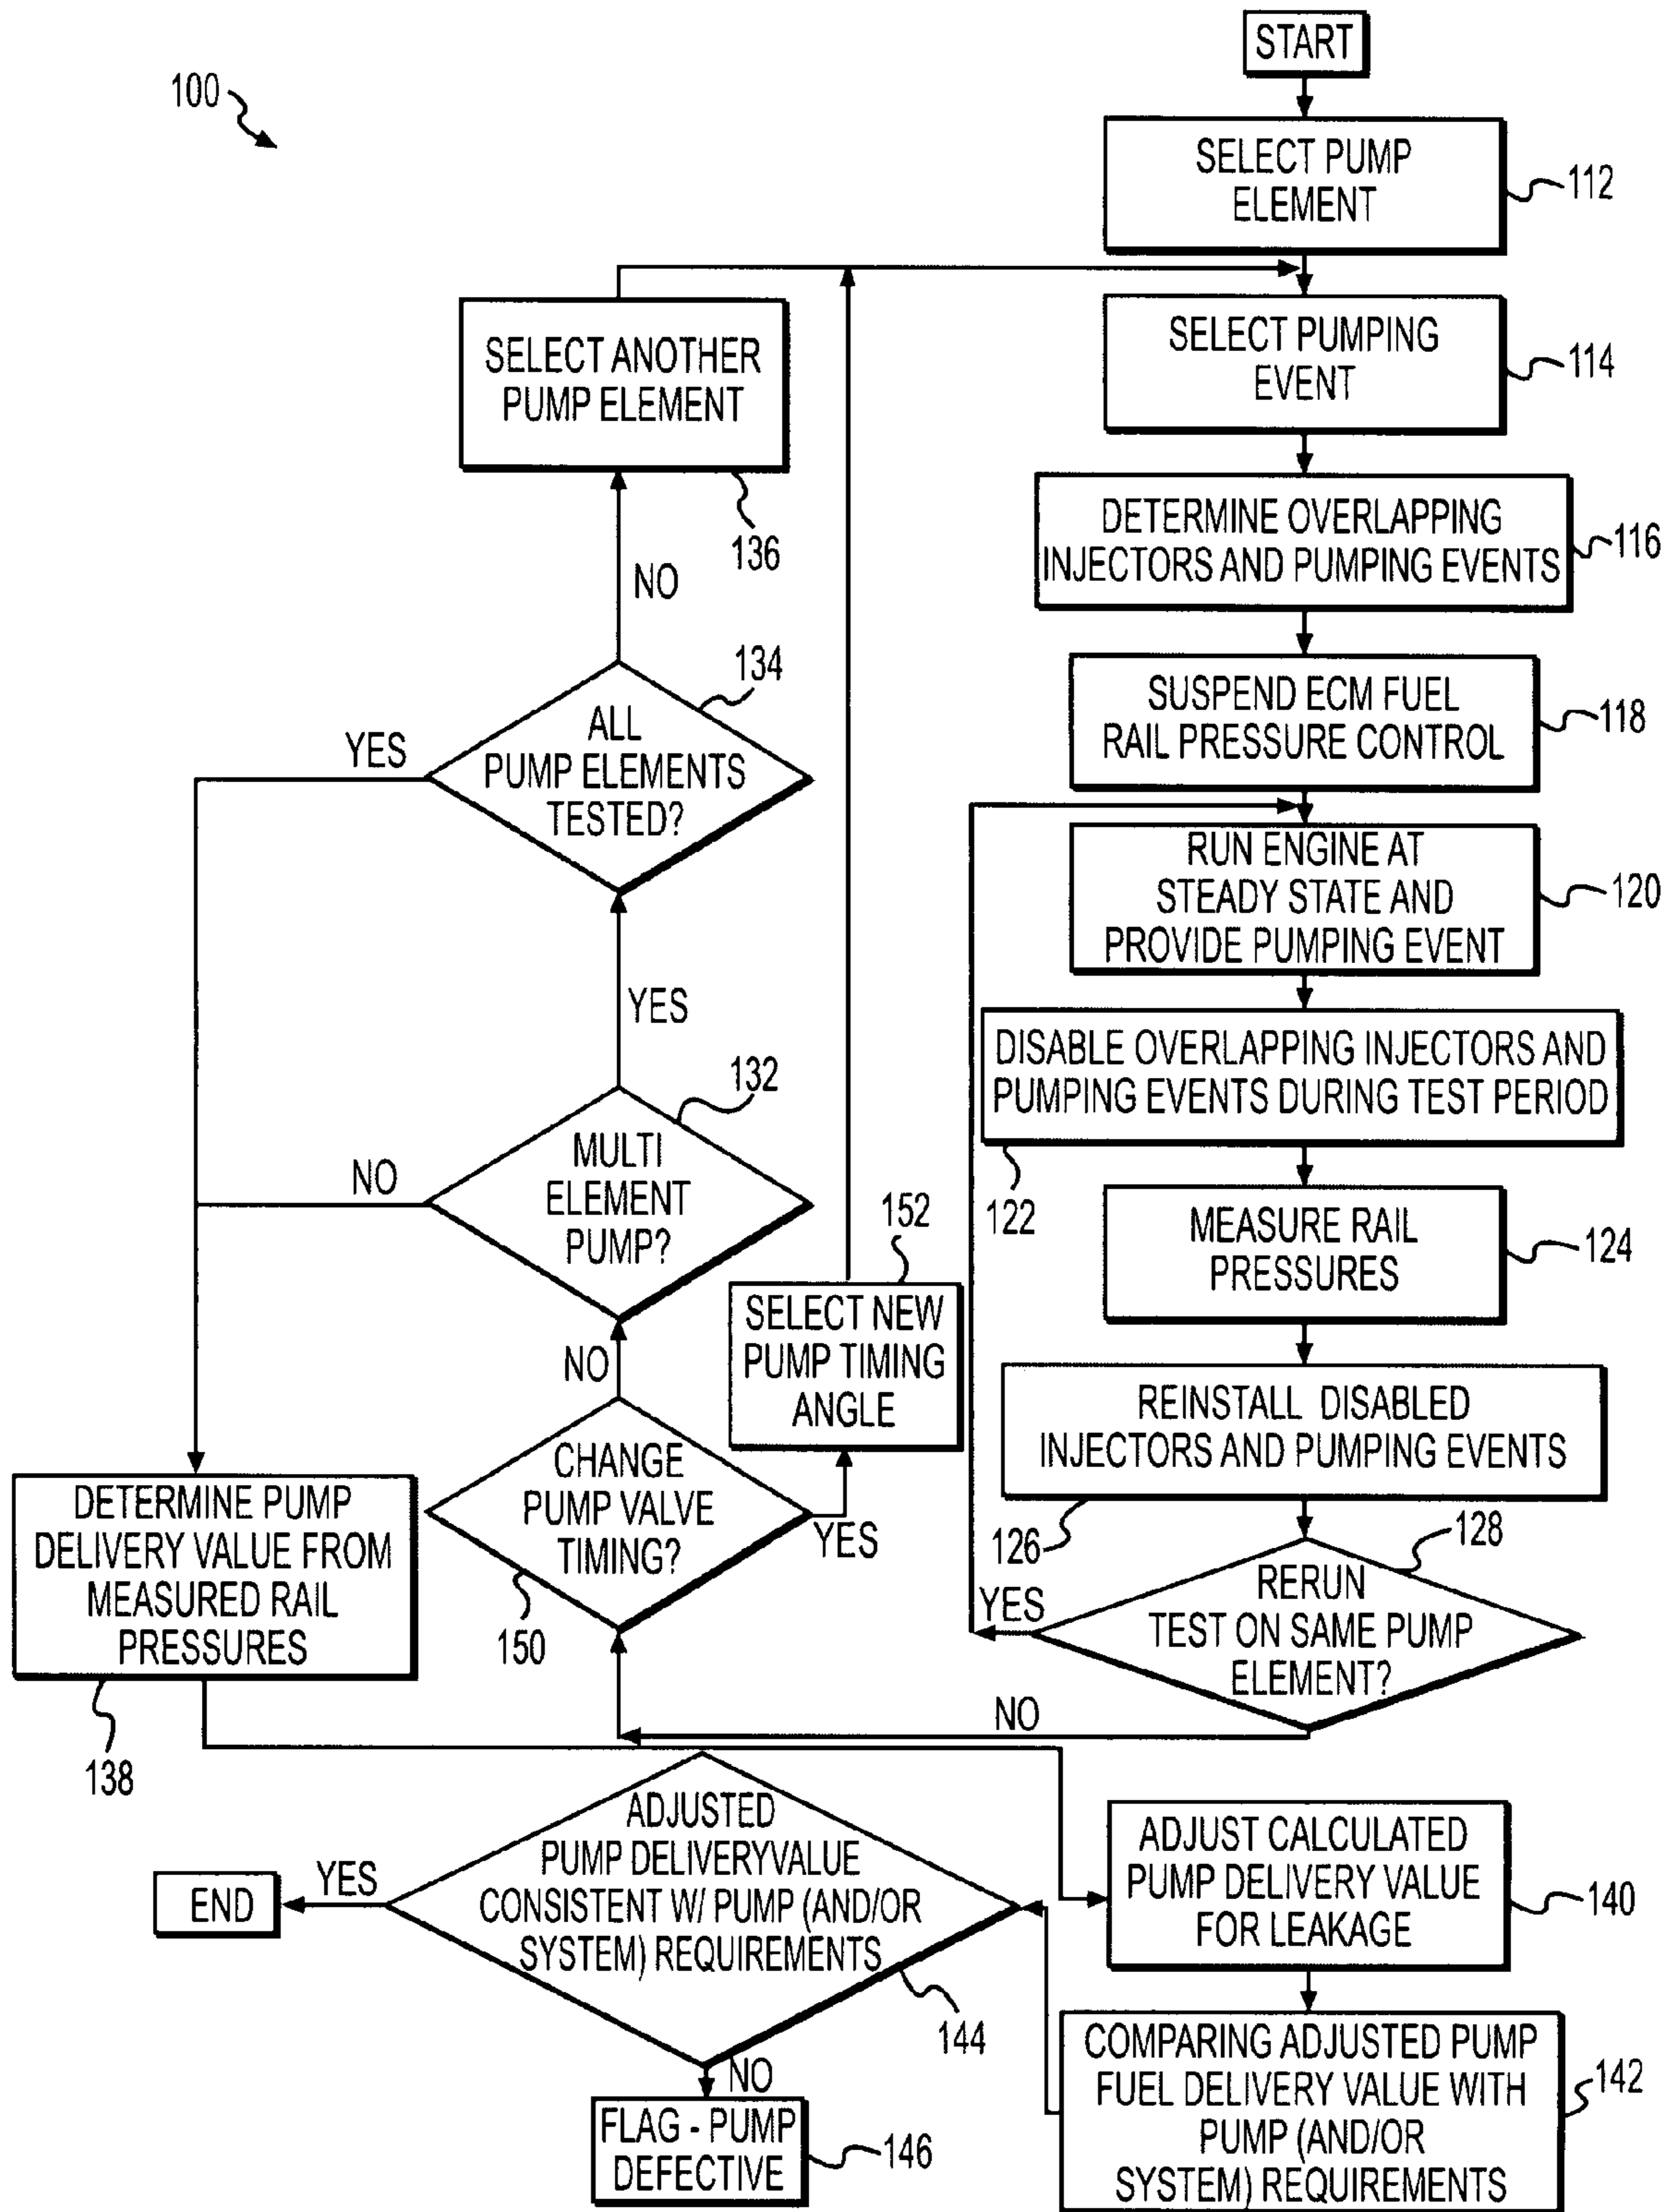 100
START
SELECT PUMP
ELEMENT
112
SELECT PUMPING
EVENT
114
DETERMINE OVERLAPPING
INJECTORS AND PUMPING EVENTS
116
SUSPEND ECM FUEL
RAIL PRESSURE CONTROL
118
RUN ENGINE AT
STEADY STATE AND
PROVIDE PUMPING EVENT
120
DISABLE OVERLAPPING INJECTORS AND
PUMPING EVENTS DURING TEST PERIOD
122
MEASURE RAIL
PRESSURES
124
REINSTALL DISABLED
INJECTORS AND PUMPING EVENTS
126
RERUN
TEST ON SAME PUMP
ELEMENT?
128
YES
NO
CHANGE
PUMP VALVE
TIMING?
150
YES
SELECT NEW
PUMP TIMING
ANGLE
152
NO
MULTI
ELEMENT
PUMP?
132
NO
YES
ALL
PUMP ELEMENTS
TESTED?
134
YES
NO
SELECT ANOTHER
PUMP ELEMENT
136
DETERMINE PUMP
DELIVERY VALUE FROM
MEASURED RAIL
PRESSURES
138
ADJUST CALCULATED
PUMP DELIVERY VALUE
FOR LEAKAGE
140
COMPARING ADJUSTED PUMP
FUEL DELIVERY VALUE WITH
PUMP (AND/OR
SYSTEM) REQUIREMENTS
142
ADJUSTED
PUMP DELIVERYVALUE
CONSISTENT W/ PUMP (AND/OR
SYSTEM) REQUIREMENTS
144
YES
END
NO
FLAG - PUMP
DEFECTIVE
146